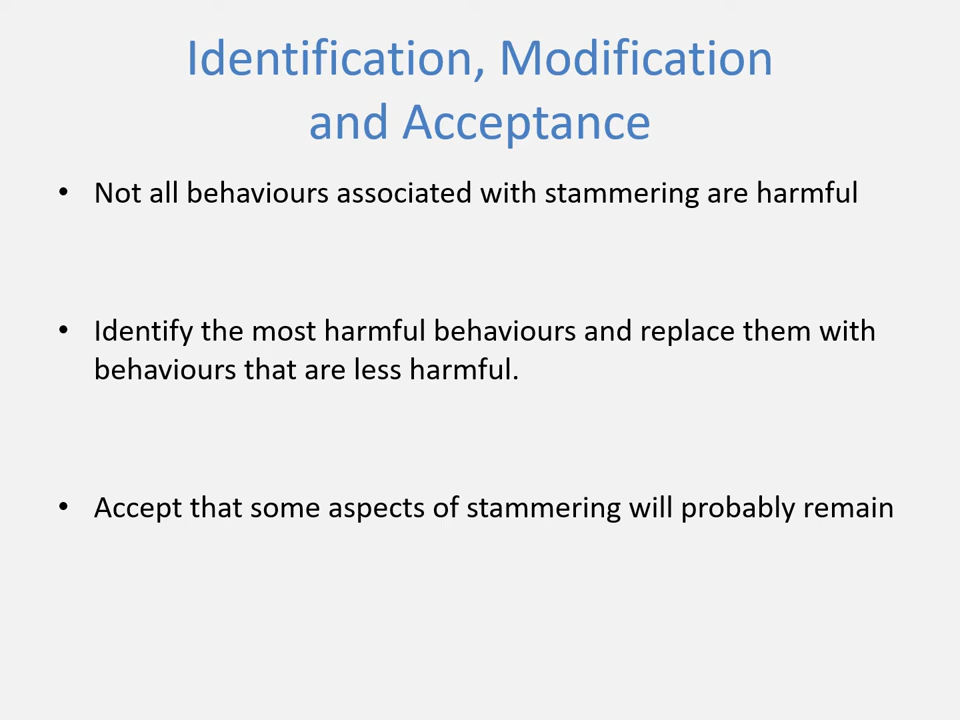 Identification, Modification
and Acceptance
• Not all behaviours associated with stammering are harmful
• Identify the most harmful behaviours and replace them with
behaviours that are less harmful.
• Accept that some aspects of stammering will probably remain